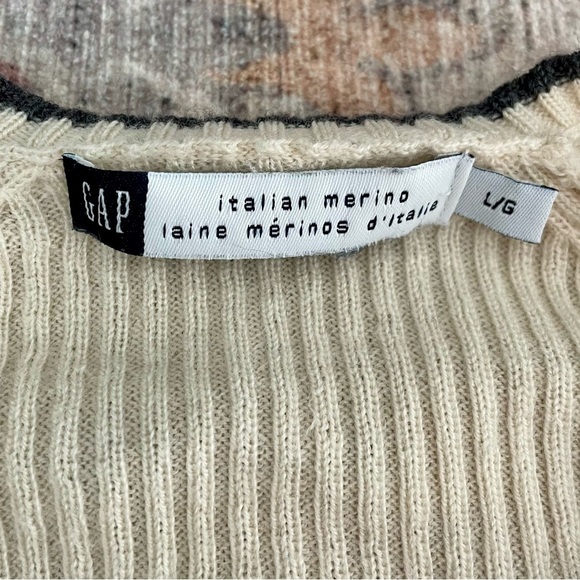 GAP
italian merino
laine mérinos d'Italie
L/G